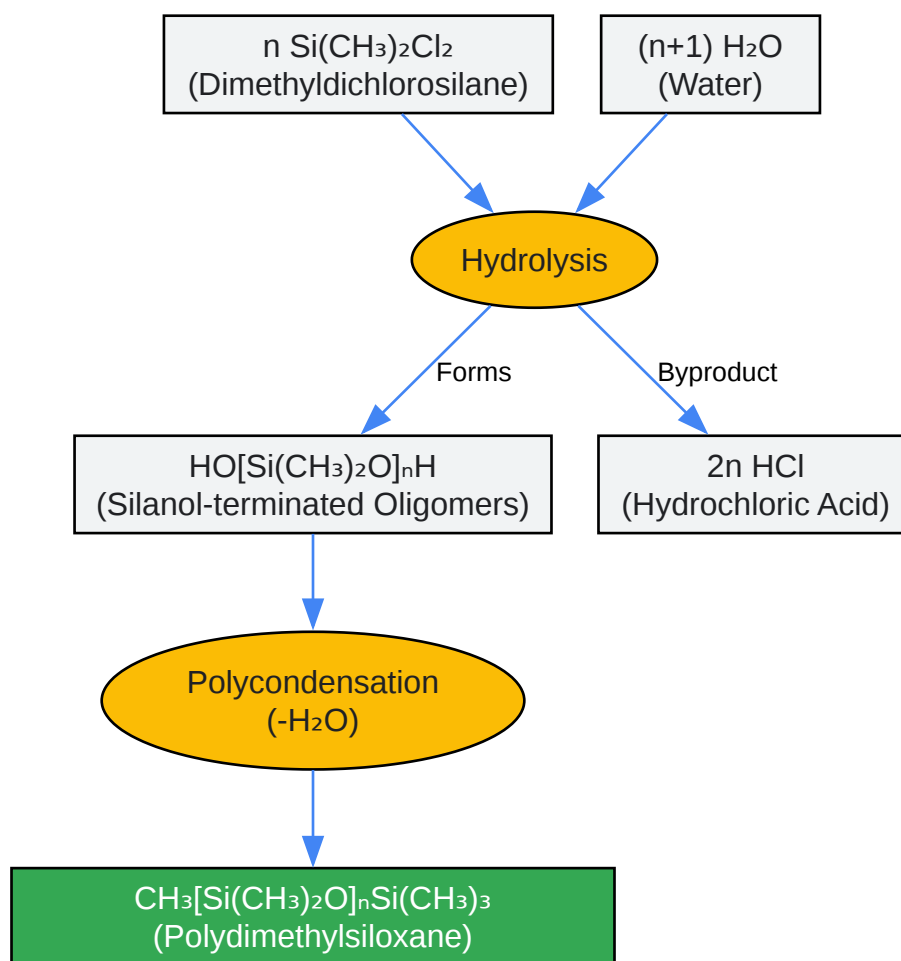 n Si(CH₃)₂Cl₂
(Dimethyldichlorosilane)
(n+1) H₂O
(Water)
Hydrolysis
Forms
Byproduct
HO[Si(CH₃)₂O]ₙH
(Silanol-terminated Oligomers)
2n HCl
(Hydrochloric Acid)
Polycondensation
(-H₂O)
CH₃[Si(CH₃)₂O]ₙSi(CH₃)₃
(Polydimethylsiloxane)